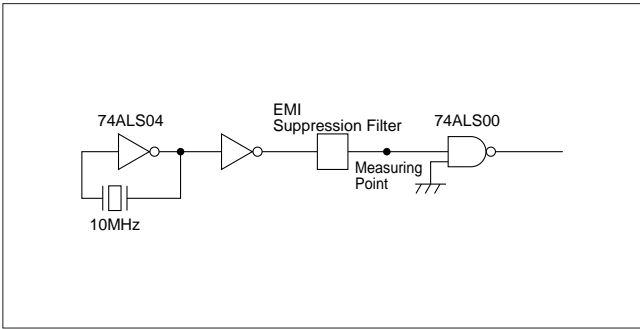 74ALS04
EMI
Suppression Filter
74ALS00
Measuring
Point
10MHz